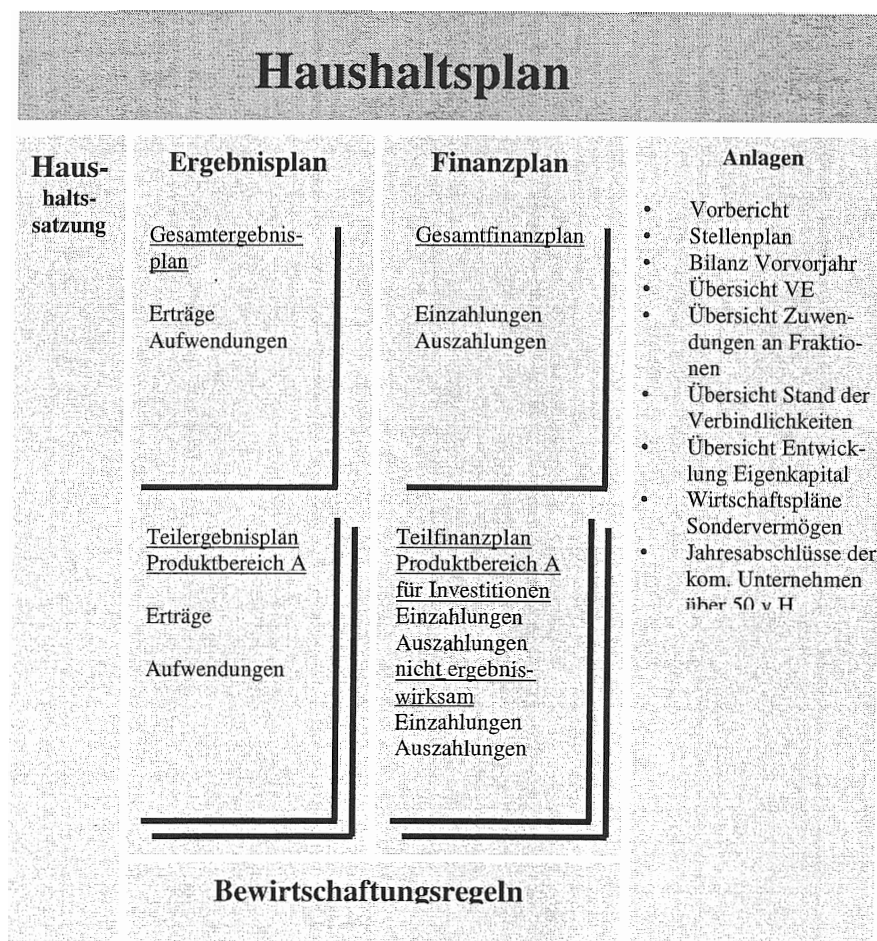 Haushaltsplan
Haus-
halts-
satzung
Ergebnisplan
Gesamtergebnis-
plan
Erträge
Aufwendungen
Teilergebnisplan
Produktbereich A
Erträge
Aufwendungen
Finanzplan
Gesamtfinanzplan
Einzahlungen
Auszahlungen
Teilfinanzplan
Produktbereich A
für Investitionen
Einzahlungen
Auszahlungen
nicht ergebnis-
wirksam
Einzahlungen
Auszahlungen
Bewirtschaftungsregeln
Anlagen
• Vorbericht
• Stellenplan
• Bilanz Vorvorjahr
• Übersicht VE
• Übersicht Zuwen-
dungen an Fraktio-
nen
• Übersicht Stand der
Verbindlichkeiten
• Übersicht Entwick-
lung Eigenkapital
• Wirtschaftspläne
Sondervermögen
• Jahresabschlüsse der
kom. Unternehmen
über 50 v H